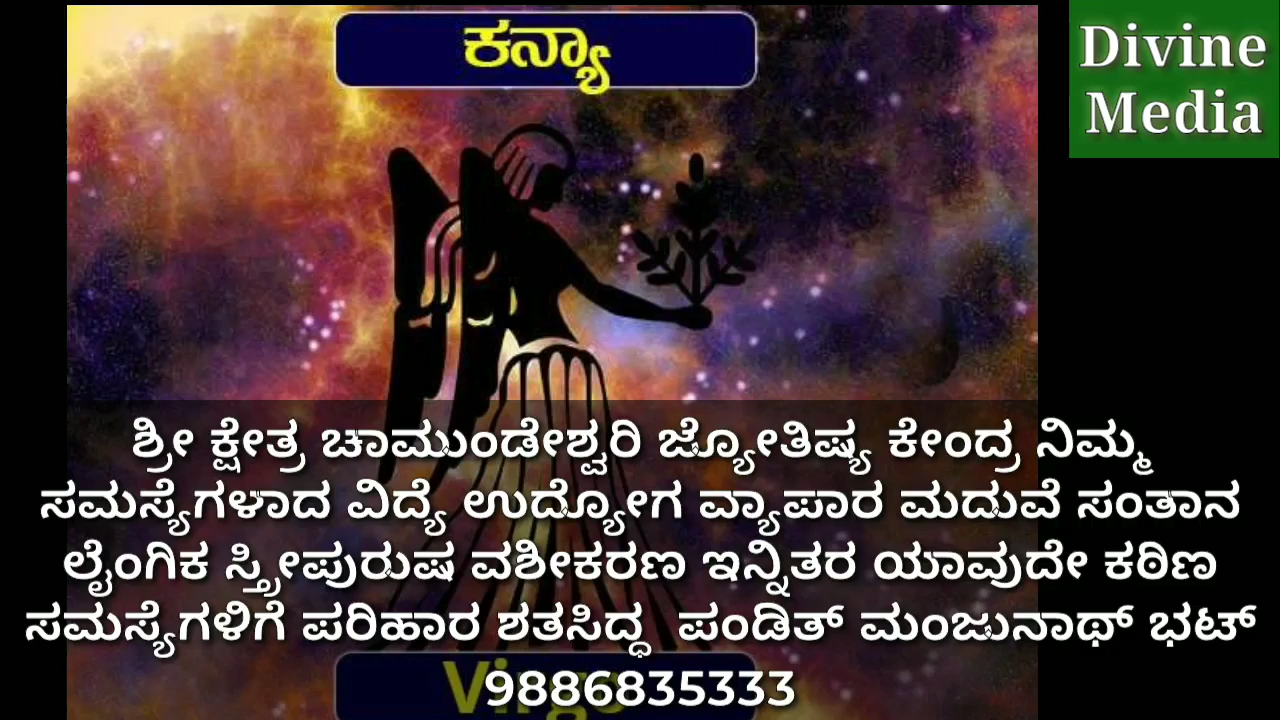 ಕನ್ಯಾ
Divine
Media
ಶ್ರೀ ಕ್ಷೇತ್ರ ಚಾಮುಂಡೇಶ್ವರಿ ಜ್ಯೋತಿಷ್ಯ ಕೇಂದ್ರ ನಿಮ್ಮ
ಸಮಸ್ಯೆಗಳಾದ ವಿದ್ಯೆ ಉದ್ಯೋಗ ವ್ಯಾಪಾರ ಮದುವೆ ಸಂತಾನ
ಲೈಂಗಿಕ ಸ್ತ್ರೀಪುರುಷ ವಶೀಕರಣ ಇನ್ನಿತರ ಯಾವುದೇ ಕಠಿಣ
ಸಮಸ್ಯೆಗಳಿಗೆ ಪರಿಹಾರ ಶತಸಿದ್ಧ ಪಂಡಿತ್ ಮಂಜುನಾಥ್ ಭಟ್
9886835333
Virgo